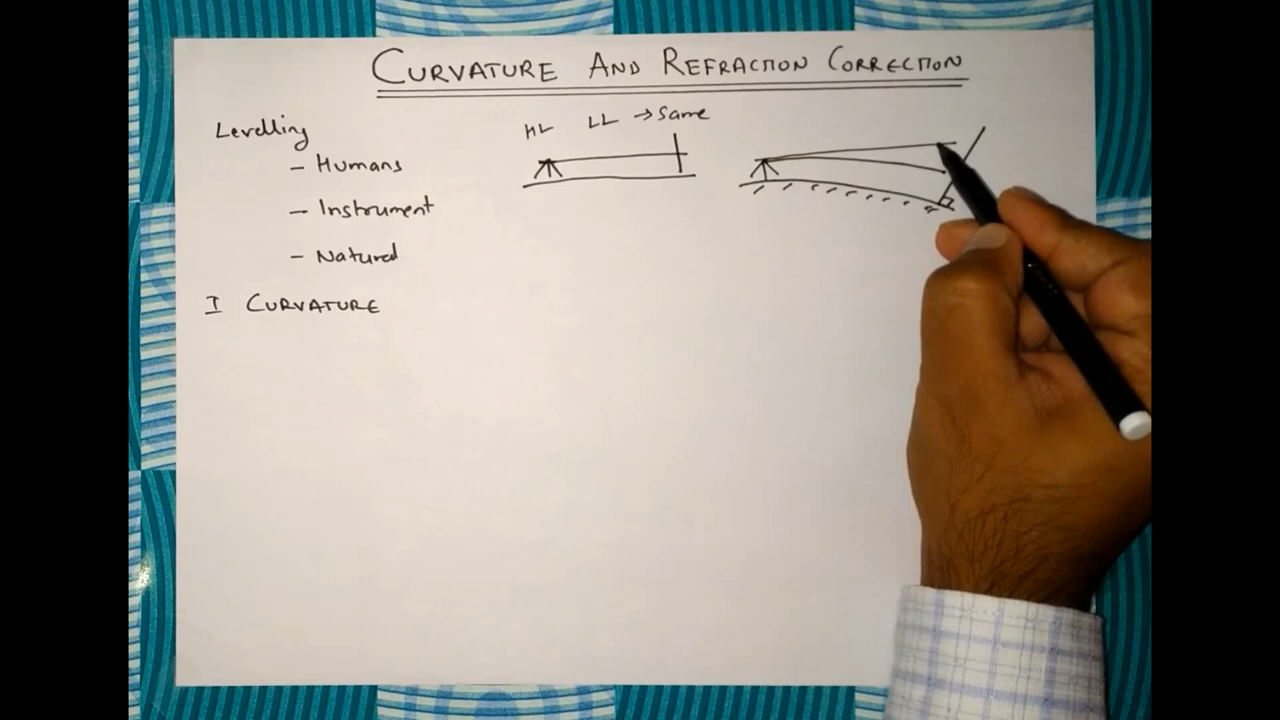 CURVATURE AND REFRACTION CORRECTION
Levelling
- Humans
- Instrument
- Natural
HL LL → Same
I CURVATURE